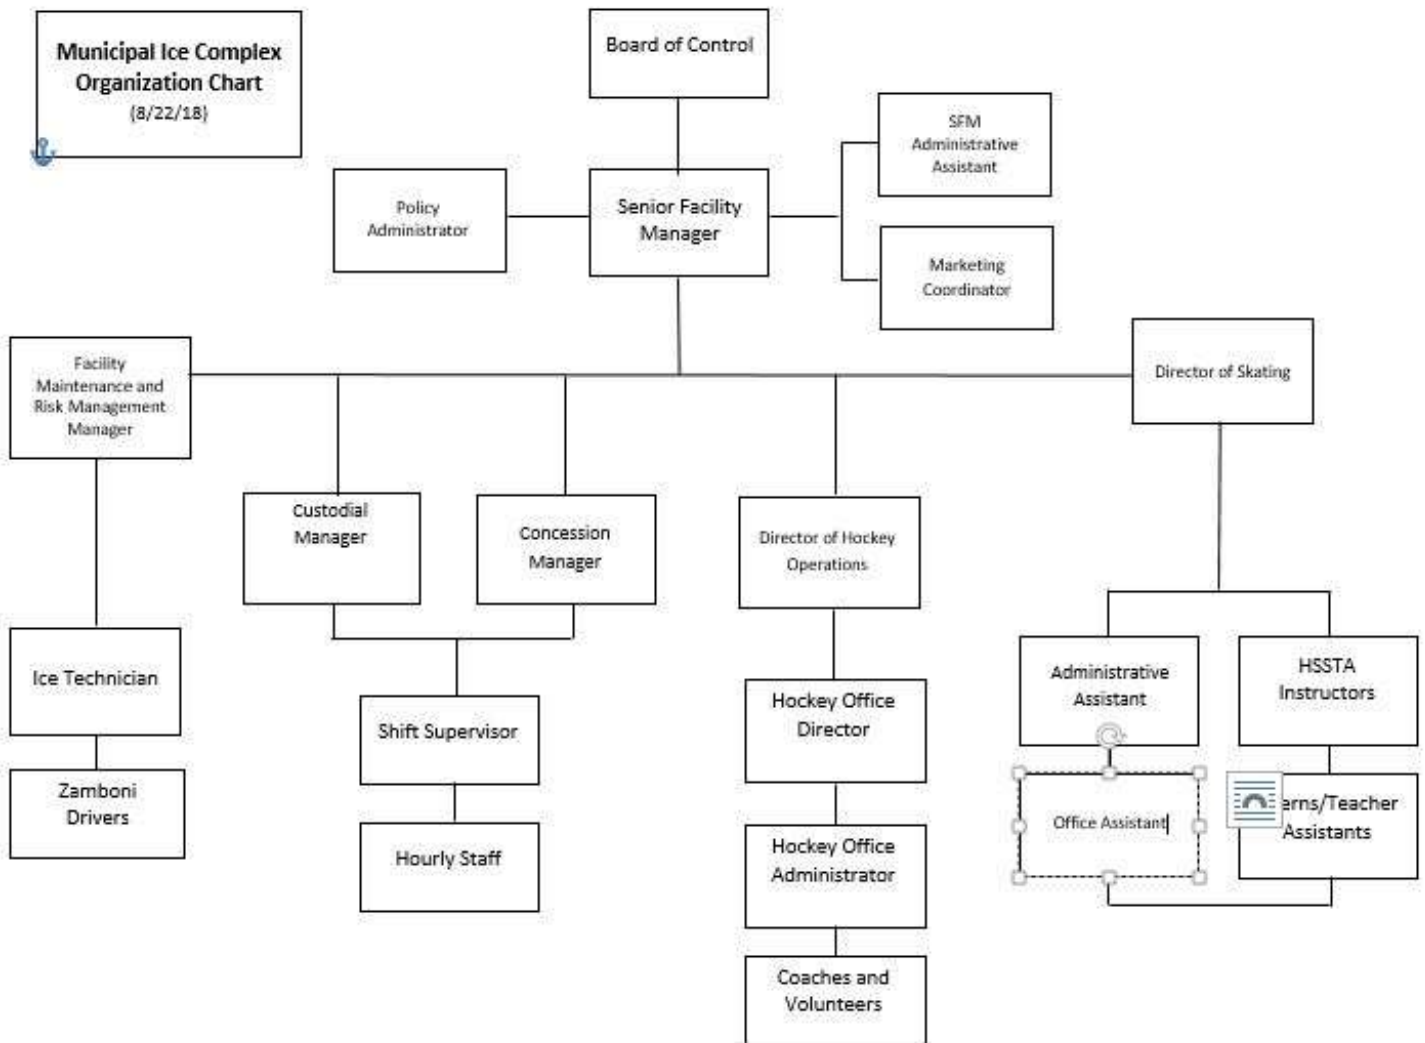 Municipal Ice Complex
Organization Chart
(8/22/18)
Board of Control
SFM
Administrative
Assistant
Policy
Administrator
Senior Facility
Manager
Marketing
Coordinator
Facility
Maintenance and
Risk Management
Manager
Director of Skating
Custodial
Manager
Concession
Manager
Director of Hockey
Operations
Ice Technician
Shift Supervisor
Hockey Office
Director
Administrative
Assistant
HSSTA
Instructors
Zamboni
Drivers
Hourly Staff
Hockey Office
Administrator
Office Assistant
erns/Teacher
Assistants
Coaches and
Volunteers